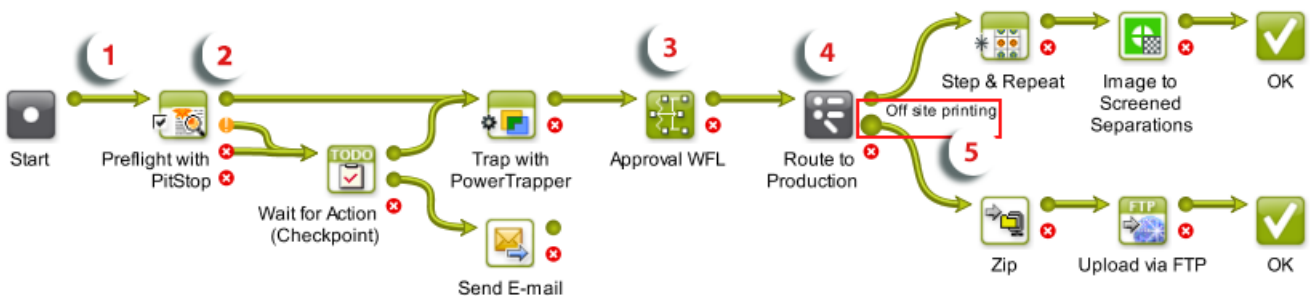 1
2
3
4
Start
Preflight with
PitStop
TODO
Wait for Action
(Checkpoint)
Send E-mail
Trap with
PowerTrapper
Approval WFL
Route to
Production
Off site printing
5
Step & Repeat
Image to
Screened
Separations
OK
Zip
FTP
Upload via FTP
OK